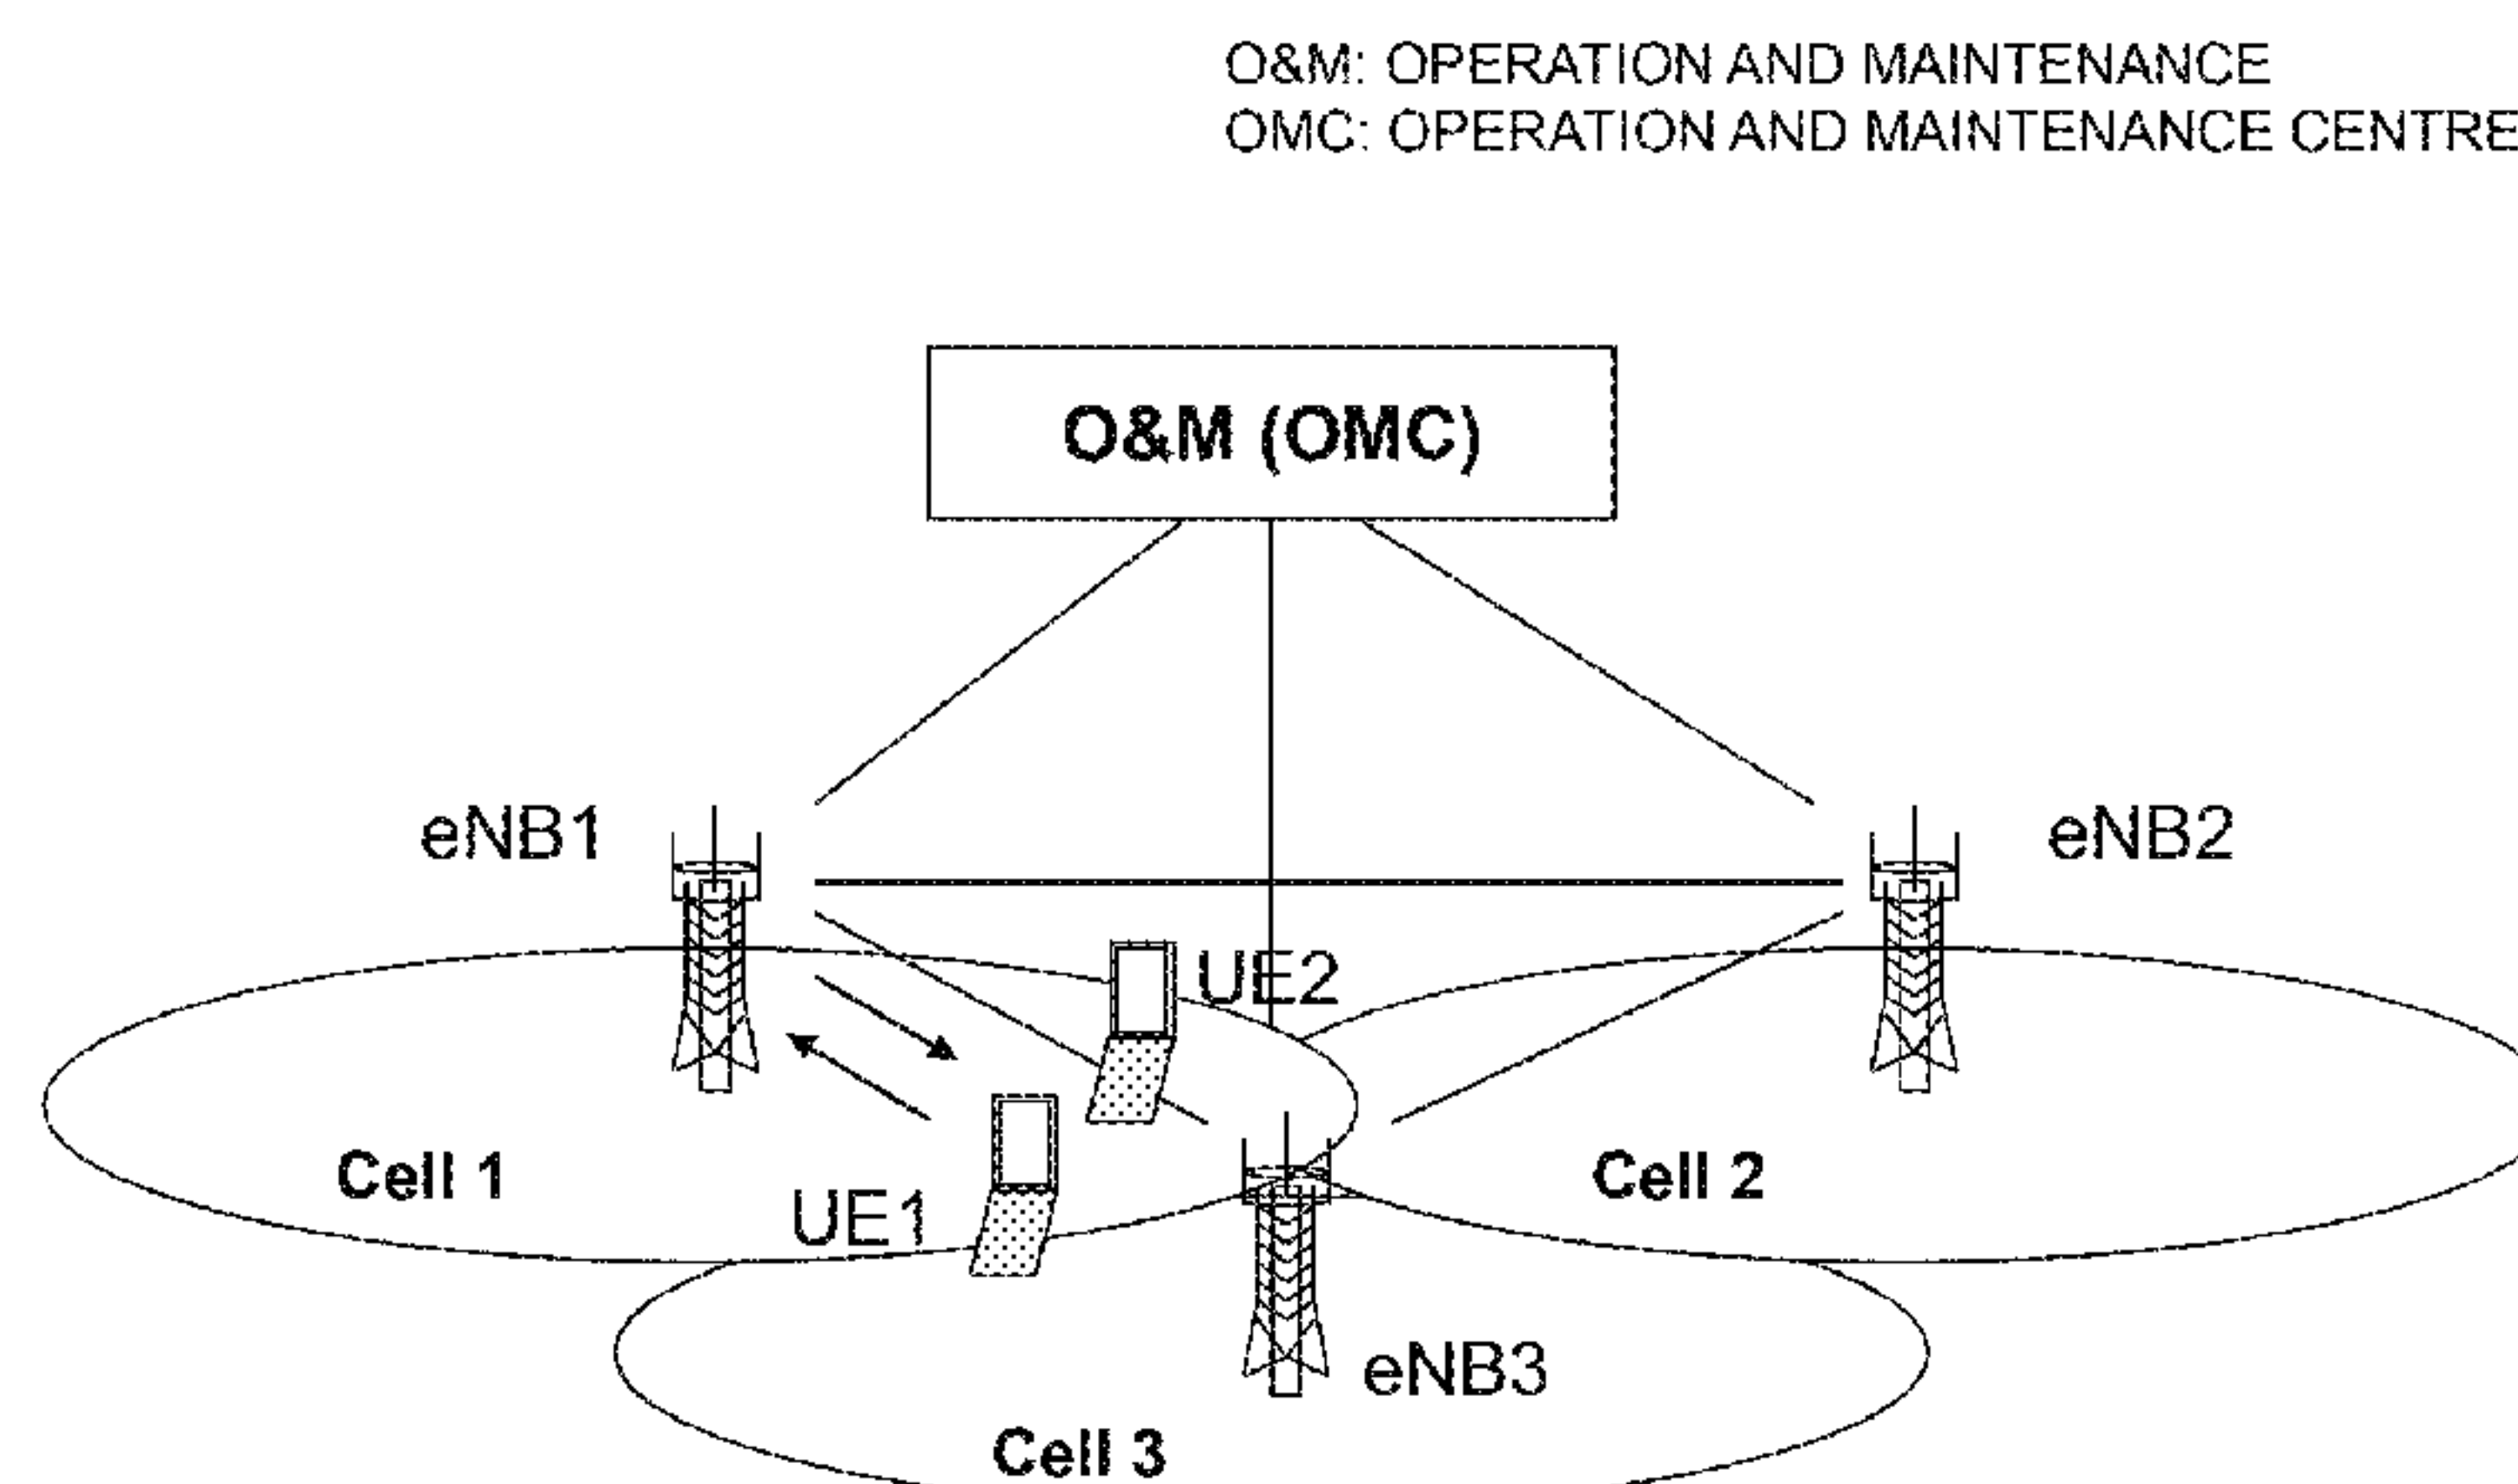 O&M: OPERATION AND MAINTENANCE
OMC: OPERATION AND MAINTENANCE CENTRE
O&M (OMC)
eNB1
eNB2
UE2
Cell 1
Cell 2
UE1
eNB3
Cell 3